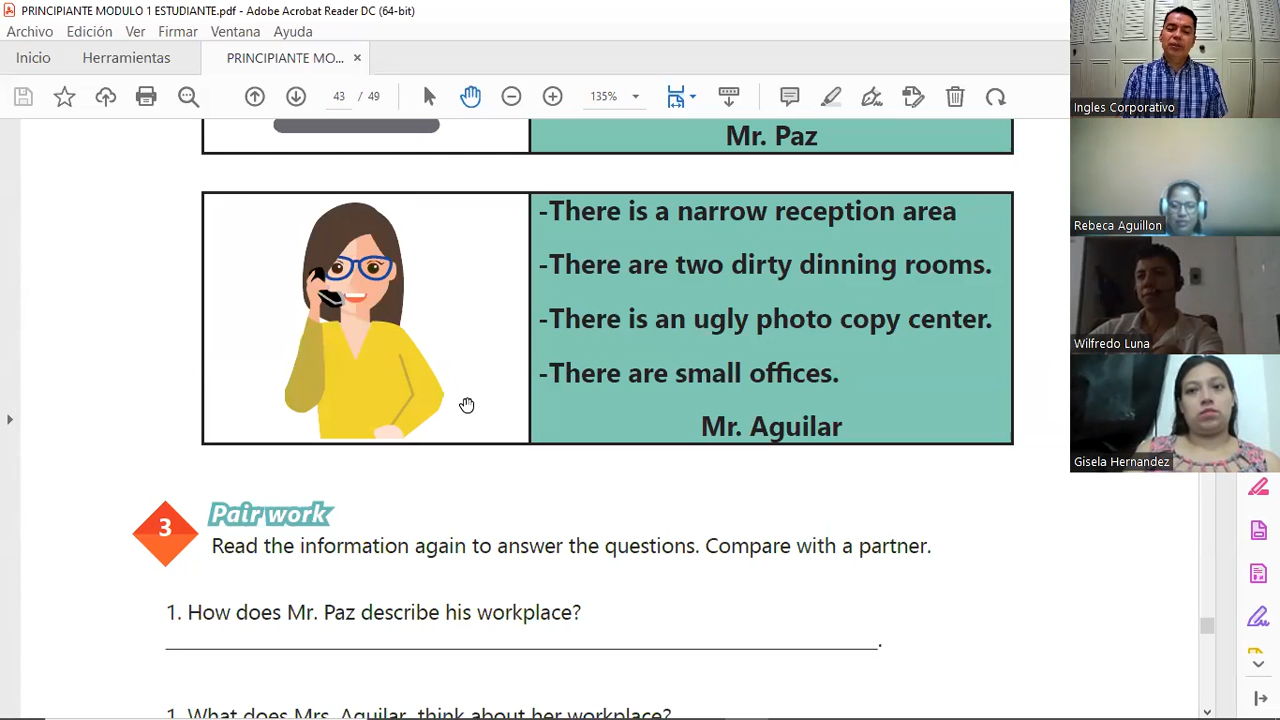 PRINCIPIANTE MODULO 1 ESTUDIANTE.pdf - Adobe Acrobat Reader DC (64-bit)
Archivo Edición Ver Firmar Ventana Ayuda
Inicio Herramientas PRINCIPIANTE MO... ×
43 / 49 135%
Mr. Paz
-There is a narrow reception area
-There are two dirty dinning rooms.
-There is an ugly photo copy center.
-There are small offices.
Mr. Aguilar
3 Pair work
Read the information again to answer the questions. Compare with a partner.
1. How does Mr. Paz describe his workplace?
.
1. What does Mrs. Aguilar think about her workplace?
Ingles Corporativo
Rebeca Aguillon
Wilfredo Luna
Gisela Hernandez